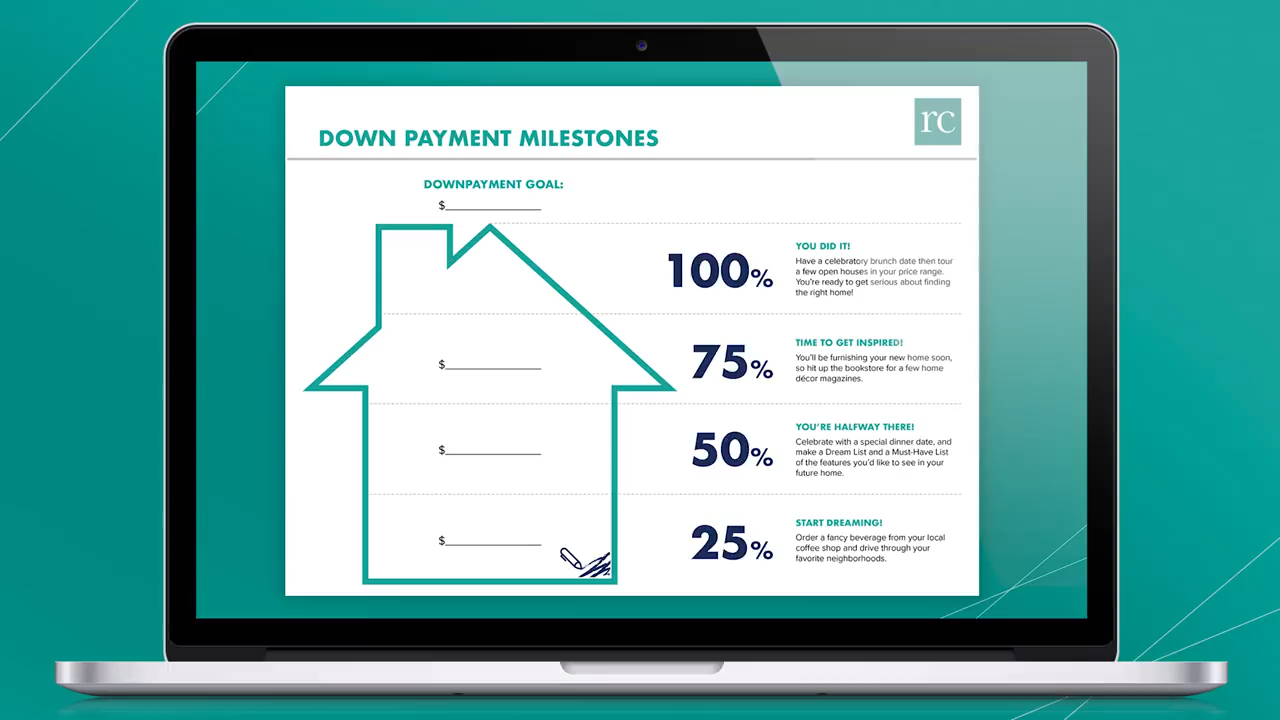 rc
DOWN PAYMENT MILESTONES
DOWNPAYMENT GOAL:
$______________
100%
YOU DID IT!
Have a celebratory brunch date then tour
a few open houses in your price range.
You're ready to get serious about finding
the right home!
$______________
75%
TIME TO GET INSPIRED!
You'll be furnishing your new home soon,
so hit up the bookstore for a few home
décor magazines.
$______________
50%
YOU'RE HALFWAY THERE!
Celebrate with a special dinner date, and
make a Dream List and a Must-Have List
of the features you'd like to see in your
future home.
$______________
25%
START DREAMING!
Order a fancy beverage from your local
coffee shop and drive through your
favorite neighborhoods.